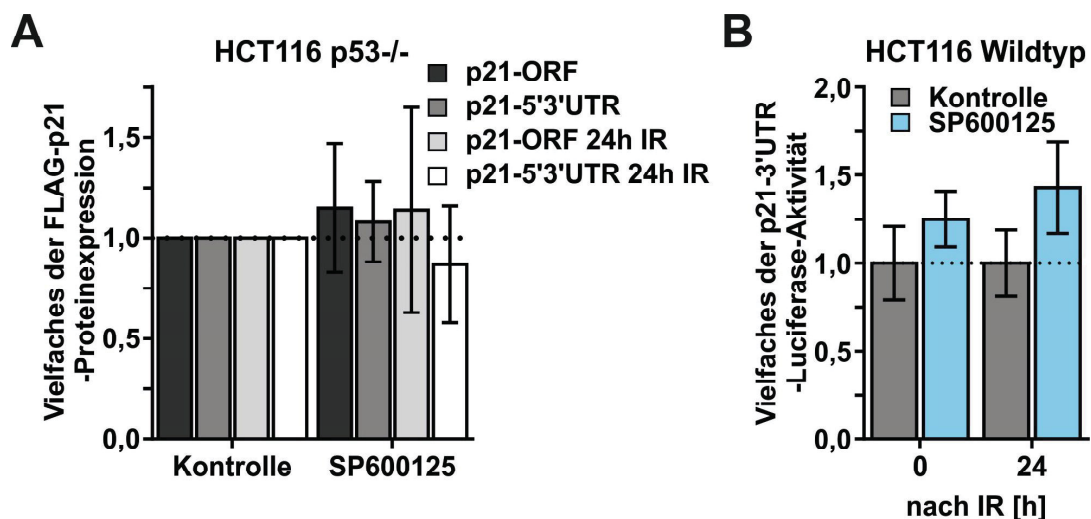 A
HCT116 p53-/-
p21-ORF
p21-5'3'UTR
p21-ORF 24h IR
p21-5'3'UTR 24h IR
Vielfaches der FLAG-p21
-Proteinexpression
1,5
1,0
0,5
0,0
Kontrolle
SP600125
B
HCT116 Wildtyp
Kontrolle
SP600125
Vielfaches der p21-3'UTR
-Luciferase-Aktivität
2,0
1,5
1,0
0,5
0,0
0
24
nach IR [h]